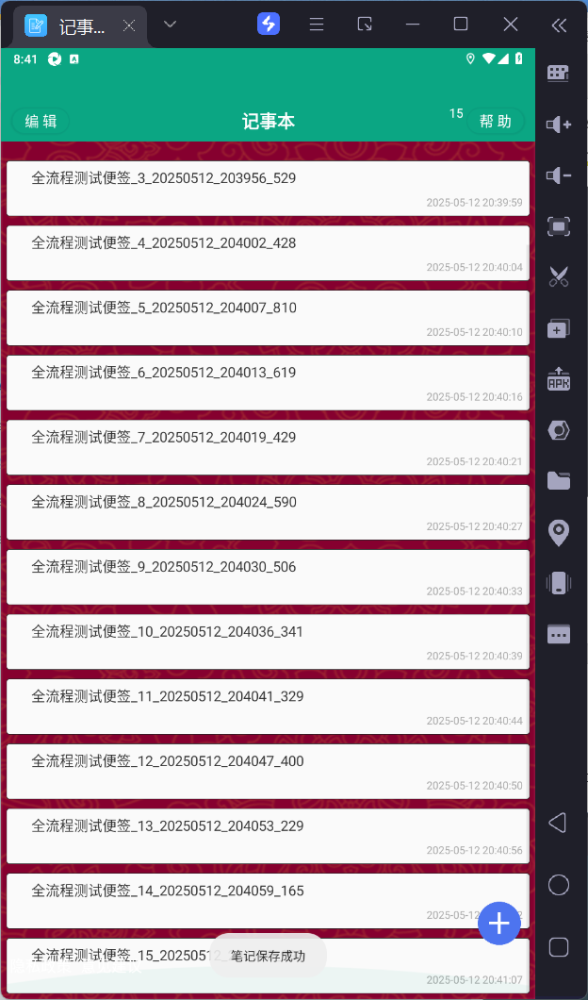 记事...
8:41
编 辑
记事本
15
帮 助
全流程测试便签_3_20250512_203956_529
2025-05-12 20:39:59
全流程测试便签_4_20250512_204002_428
2025-05-12 20:40:04
全流程测试便签_5_20250512_204007_810
2025-05-12 20:40:10
全流程测试便签_6_20250512_204013_619
2025-05-12 20:40:16
全流程测试便签_7_20250512_204019_429
2025-05-12 20:40:21
全流程测试便签_8_20250512_204024_590
2025-05-12 20:40:27
全流程测试便签_9_20250512_204030_506
2025-05-12 20:40:33
全流程测试便签_10_20250512_204036_341
2025-05-12 20:40:39
全流程测试便签_11_20250512_204041_329
2025-05-12 20:40:44
全流程测试便签_12_20250512_204047_400
2025-05-12 20:40:50
全流程测试便签_13_20250512_204053_229
2025-05-12 20:40:56
全流程测试便签_14_20250512_204059_165
2025-05-12 2
全流程测试便签_15_2025051
笔记保存成功
2025-05-12 20:41:07
APK